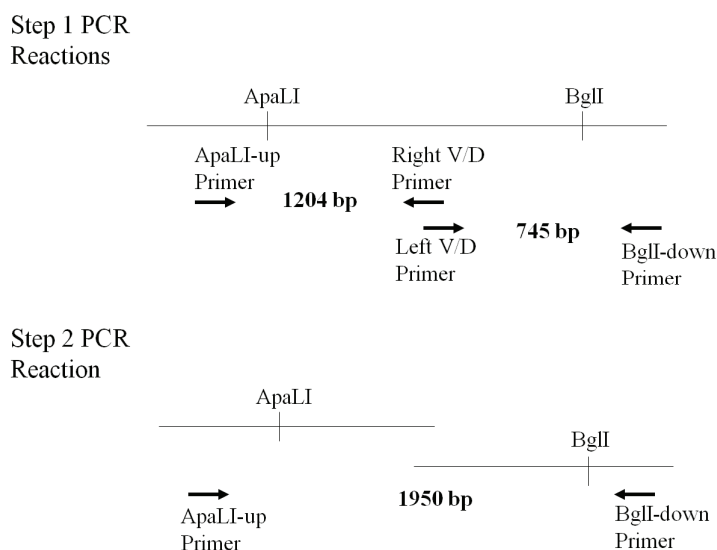 Step 1 PCR
Reactions
ApaLI
BglI
ApaLI-up
Primer
Right V/D
Primer
1204 bp
745 bp
Left V/D
Primer
BglI-down
Primer
Step 2 PCR
Reaction
ApaLI
BglI
1950 bp
ApaLI-up
Primer
BglI-down
Primer